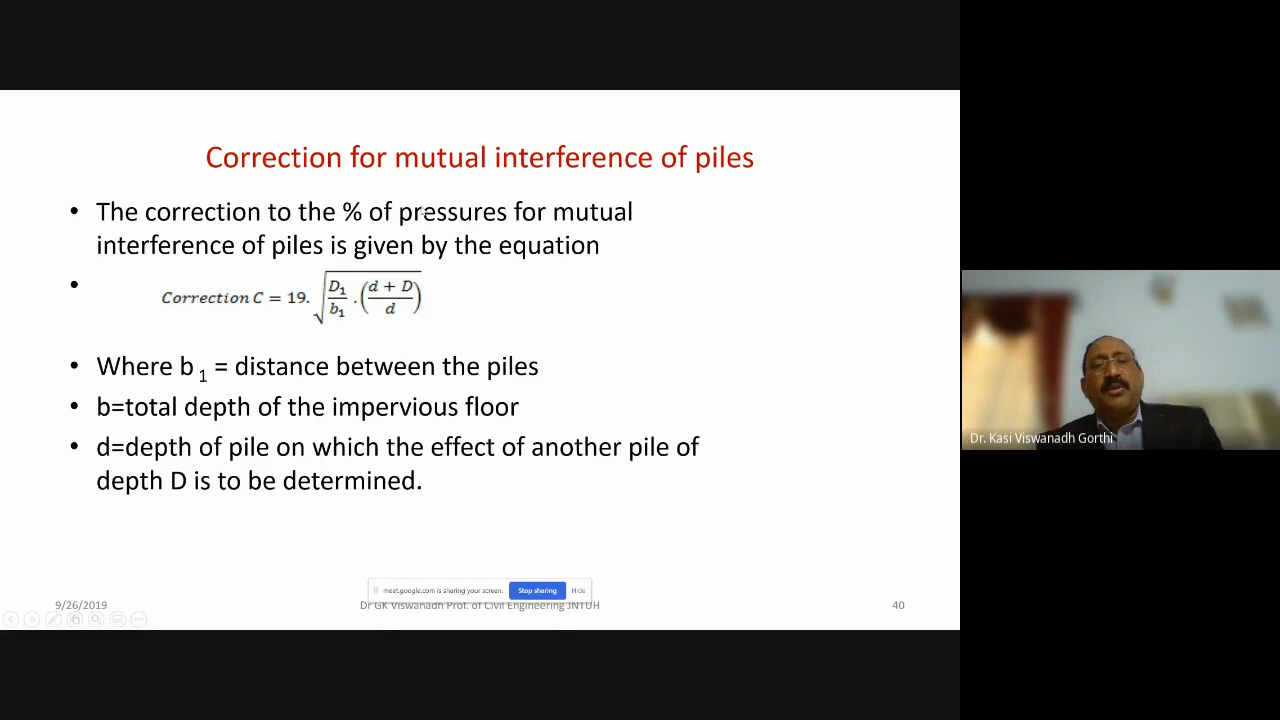 Correction for mutual interference of piles
• The correction to the % of pressures for mutual
interference of piles is given by the equation
• Correction C = 19. √(D₁/b₁ . ((d + D)/d))
• Where b 1 = distance between the piles
• b=total depth of the impervious floor
• d=depth of pile on which the effect of another pile of
depth D is to be determined.
meet.google.com is sharing your screen. Stop sharing Hide
9/26/2019 Dr GK Viswanadh Prof. of Civil Engineering JNTUH 40
Dr. Kasi Viswanadh Gorthi